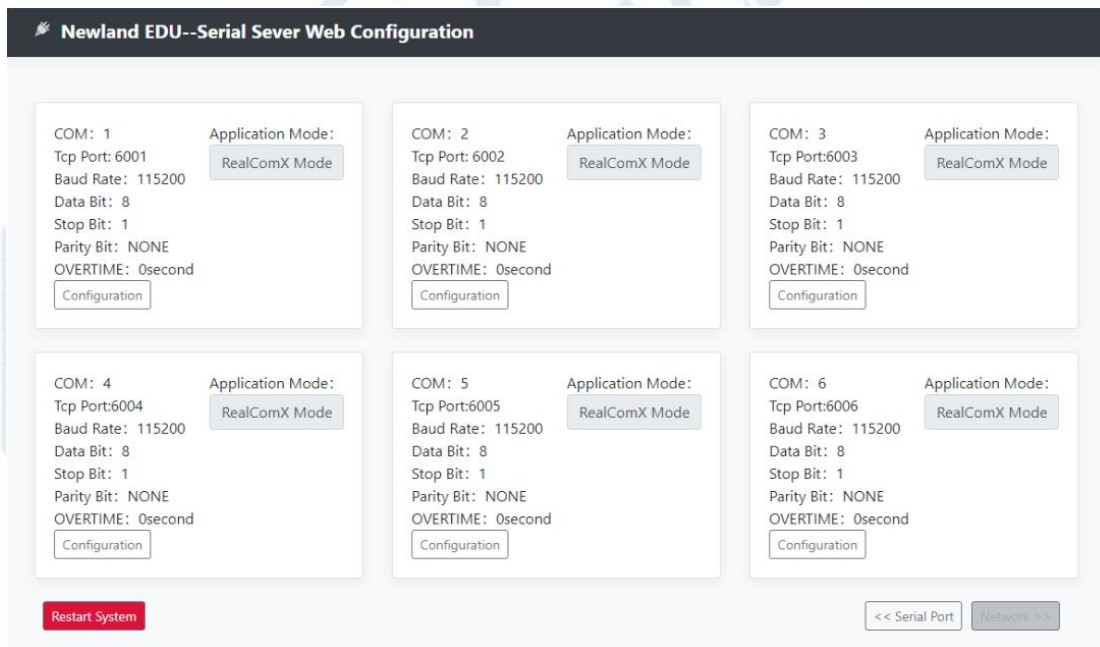 Newland EDU--Serial Sever Web Configuration
COM: 1
Tcp Port: 6001
Baud Rate: 115200
Data Bit: 8
Stop Bit: 1
Parity Bit: NONE
OVERTIME: 0second
Configuration
Application Mode:
RealComX Mode
COM: 2
Tcp Port: 6002
Baud Rate: 115200
Data Bit: 8
Stop Bit: 1
Parity Bit: NONE
OVERTIME: 0second
Configuration
Application Mode:
RealComX Mode
COM: 3
Tcp Port:6003
Baud Rate: 115200
Data Bit: 8
Stop Bit: 1
Parity Bit: NONE
OVERTIME: 0second
Configuration
Application Mode:
RealComX Mode
COM: 4
Tcp Port:6004
Baud Rate: 115200
Data Bit: 8
Stop Bit: 1
Parity Bit: NONE
OVERTIME: 0second
Configuration
Application Mode:
RealComX Mode
COM: 5
Tcp Port:6005
Baud Rate: 115200
Data Bit: 8
Stop Bit: 1
Parity Bit: NONE
OVERTIME: 0second
Configuration
Application Mode:
RealComX Mode
COM: 6
Tcp Port:6006
Baud Rate: 115200
Data Bit: 8
Stop Bit: 1
Parity Bit: NONE
OVERTIME: 0second
Configuration
Application Mode:
RealComX Mode
Restart System
<< Serial Port
Network >>